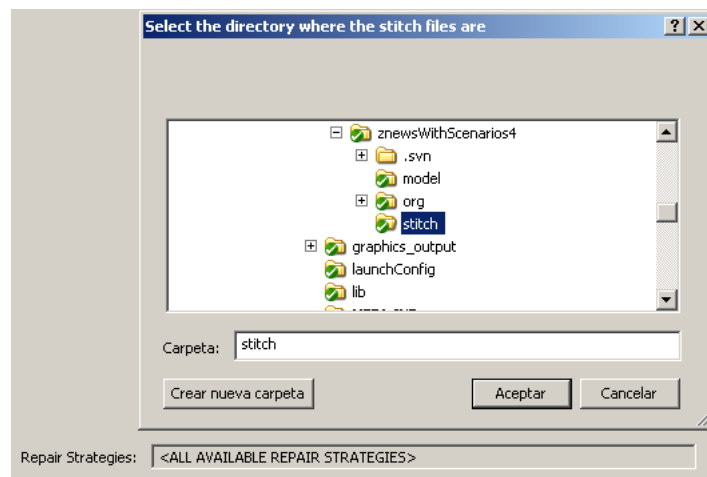 Select the directory where the stitch files are
znewsWithScenarios4
.svn
model
org
stitch
graphics_output
launchConfig
lib
Carpeta: stitch
Crear nueva carpeta Aceptar Cancelar
Repair Strategies: <ALL AVAILABLE REPAIR STRATEGIES>